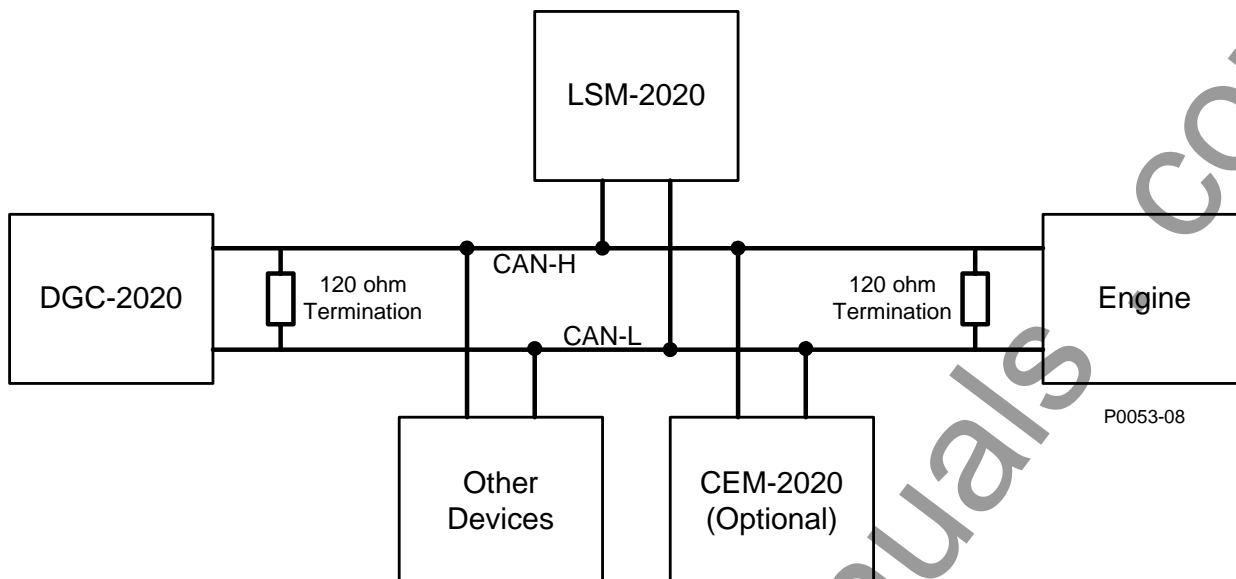 LSM-2020
DGC-2020
120 ohm
Termination
CAN-H
CAN-L
120 ohm
Termination
Engine
P0053-08
Other
Devices
CEM-2020
(Optional)